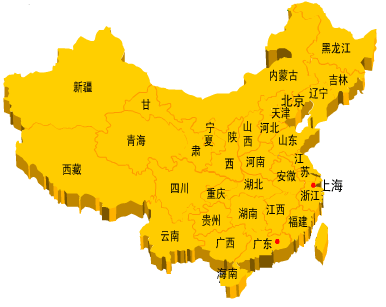 黑龙江
内蒙古
吉林
新疆
辽宁
北京
甘
天津
宁
夏
陕
山
西
河北
青海
山东
肃
西
河南
江
苏
西藏
安微
上海
四川
重庆
湖北
浙江
贵州
湖南
江西
福建
云南
广西
广东
海南